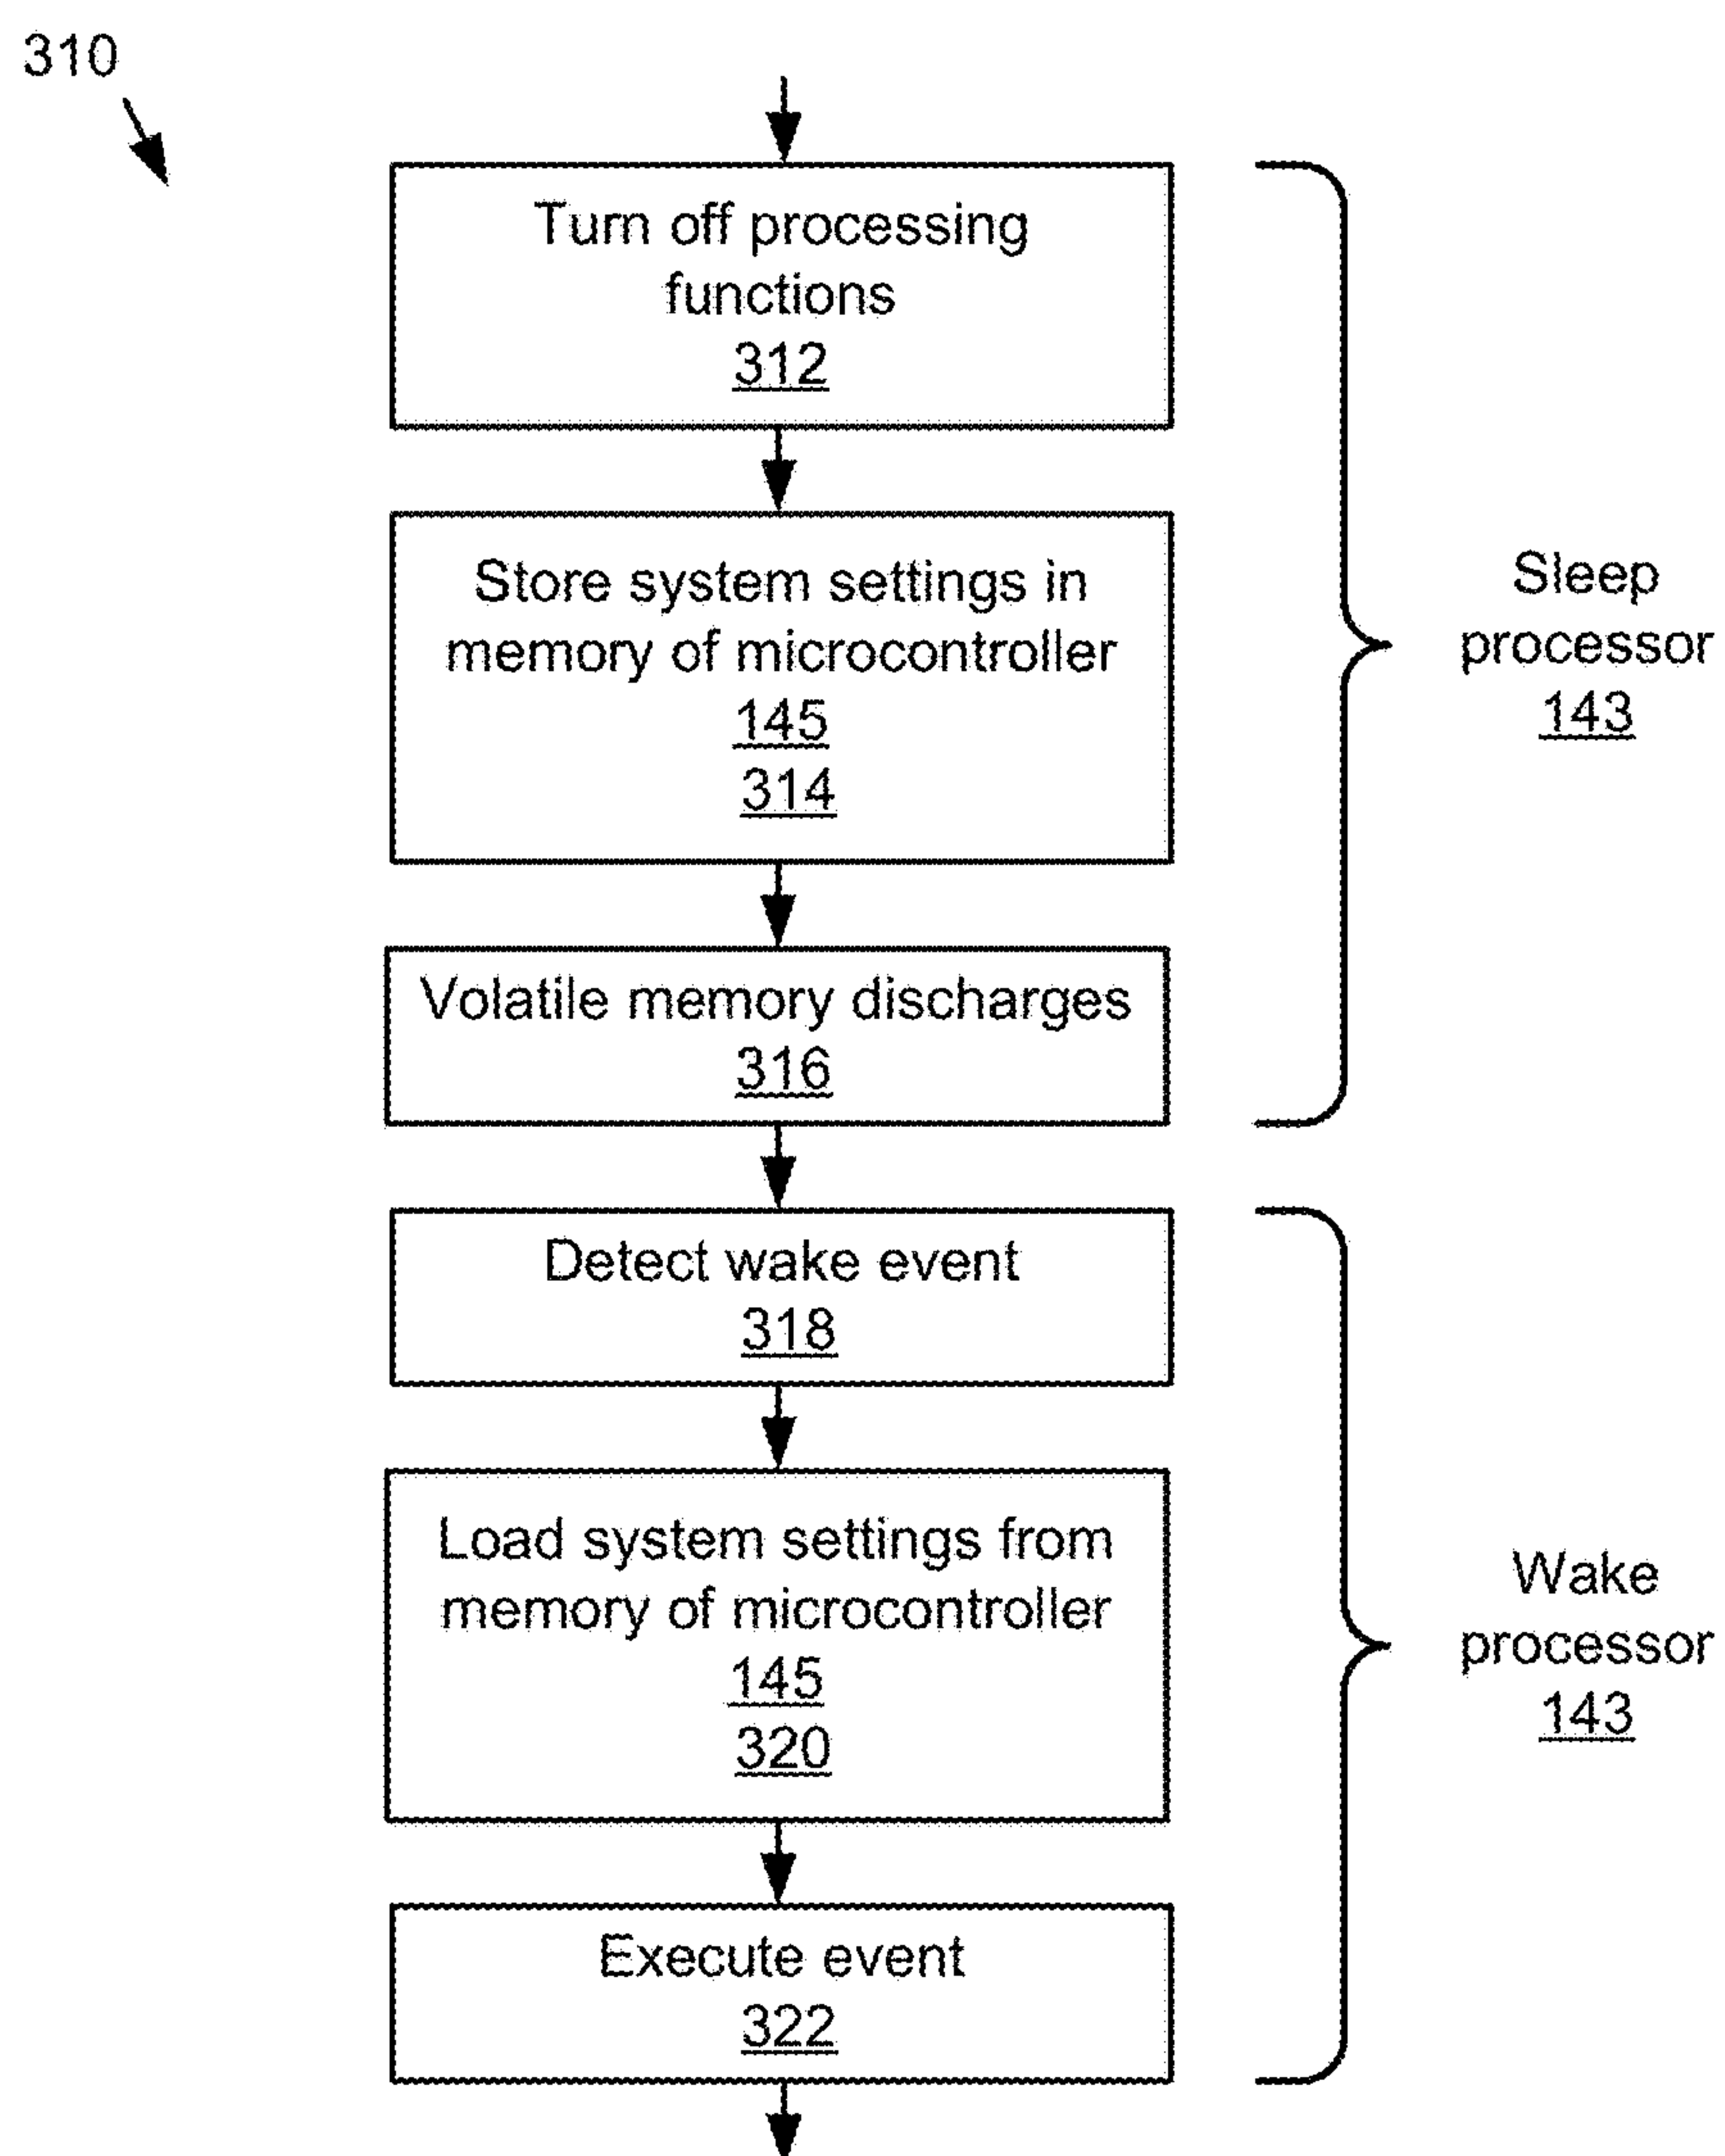 310
Turn off processing
functions
312
Store system settings in
memory of microcontroller
145
314
Volatile memory discharges
316
Sleep
processor
143
Detect wake event
318
Load system settings from
memory of microcontroller
145
320
Execute event
322
Wake
processor
143